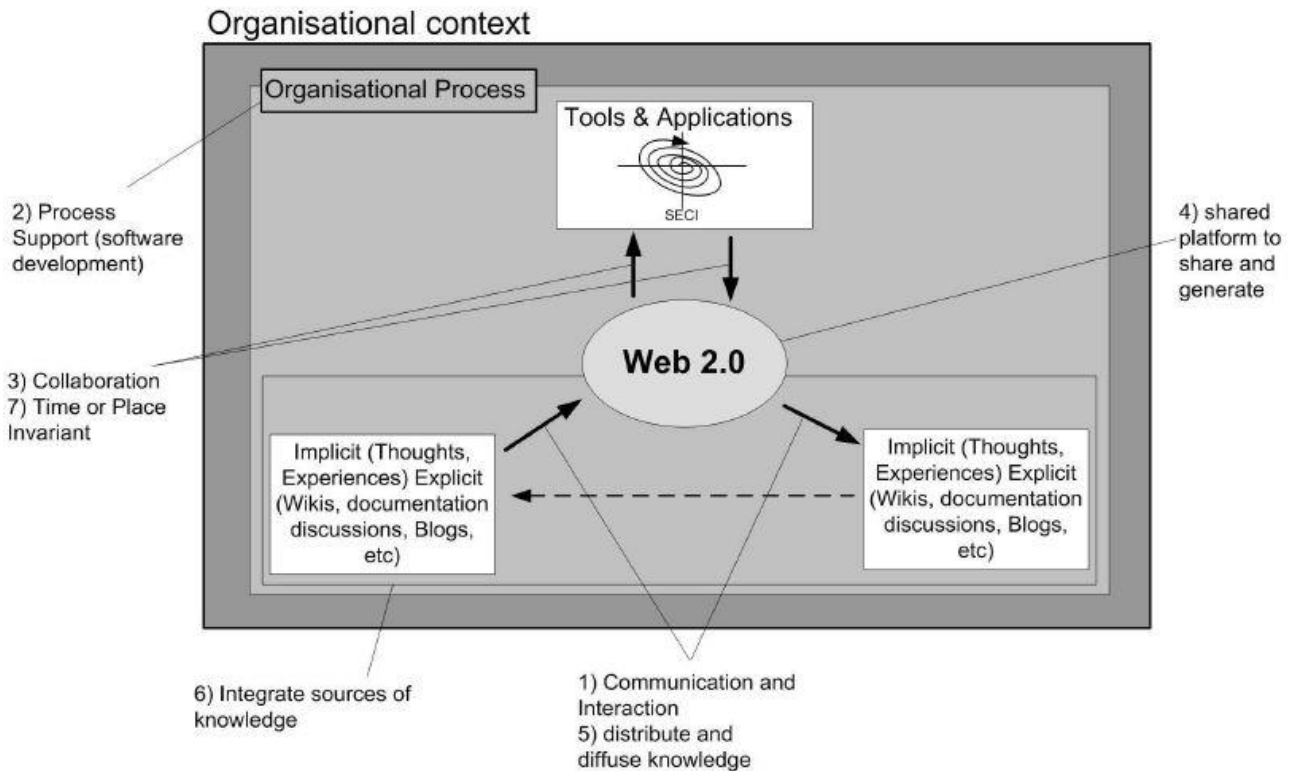 Organisational context
Organisational Process
Tools & Applications
SECI
2) Process
Support (software
development)
4) shared
platform to
share and
generate
Web 2.0
3) Collaboration
7) Time or Place
Invariant
Implicit (Thoughts,
Experiences) Explicit
(Wikis, documentation
discussions, Blogs,
etc)
Implicit (Thoughts,
Experiences) Explicit
(Wikis, documentation
discussions, Blogs,
etc)
6) Integrate sources of
knowledge
1) Communication and
Interaction
5) distribute and
diffuse knowledge